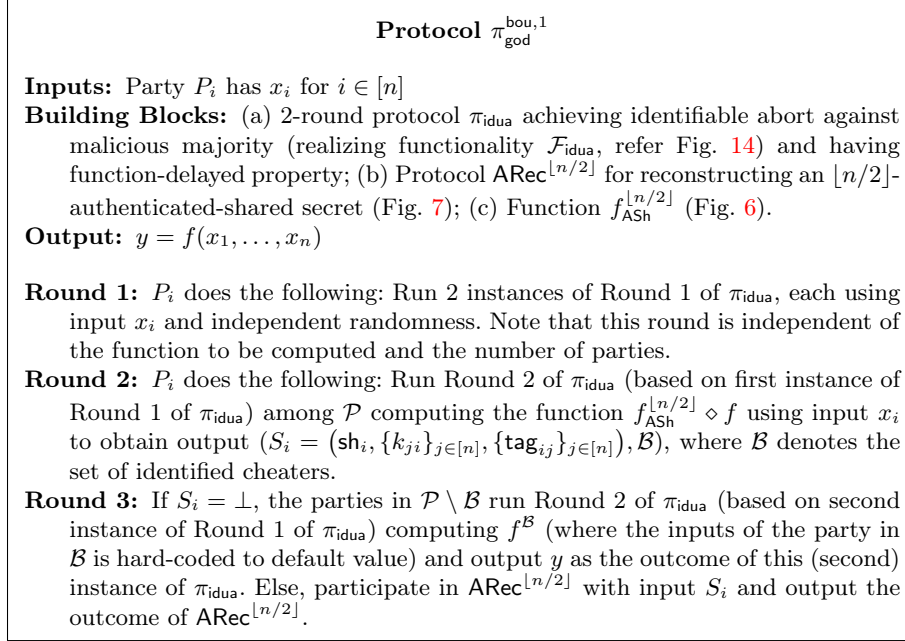 Protocol π_god^{bou,1}
Inputs: Party P_i has x_i for i ∈ [n]
Building Blocks: (a) 2-round protocol π_idua achieving identifiable abort against
malicious majority (realizing functionality F_idua, refer Fig. 14) and having
function-delayed property; (b) Protocol ARec^{⌊n/2⌋} for reconstructing an ⌊n/2⌋-
authenticated-shared secret (Fig. 7); (c) Function f_{ASh}^{⌊n/2⌋} (Fig. 6).
Output: y = f(x_1, . . . , x_n)
Round 1: P_i does the following: Run 2 instances of Round 1 of π_idua, each using
input x_i and independent randomness. Note that this round is independent of
the function to be computed and the number of parties.
Round 2: P_i does the following: Run Round 2 of π_idua (based on first instance of
Round 1 of π_idua) among P computing the function f_{ASh}^{⌊n/2⌋} ⋄ f using input x_i
to obtain output (S_i = (sh_i, {k_{ji}}_{j∈[n]}, {tag_{ij}}_{j∈[n]}), B), where B denotes the
set of identified cheaters.
Round 3: If S_i = ⊥, the parties in P \ B run Round 2 of π_idua (based on second
instance of Round 1 of π_idua) computing f^B (where the inputs of the party in
B is hard-coded to default value) and output y as the outcome of this (second)
instance of π_idua. Else, participate in ARec^{⌊n/2⌋} with input S_i and output the
outcome of ARec^{⌊n/2⌋}.